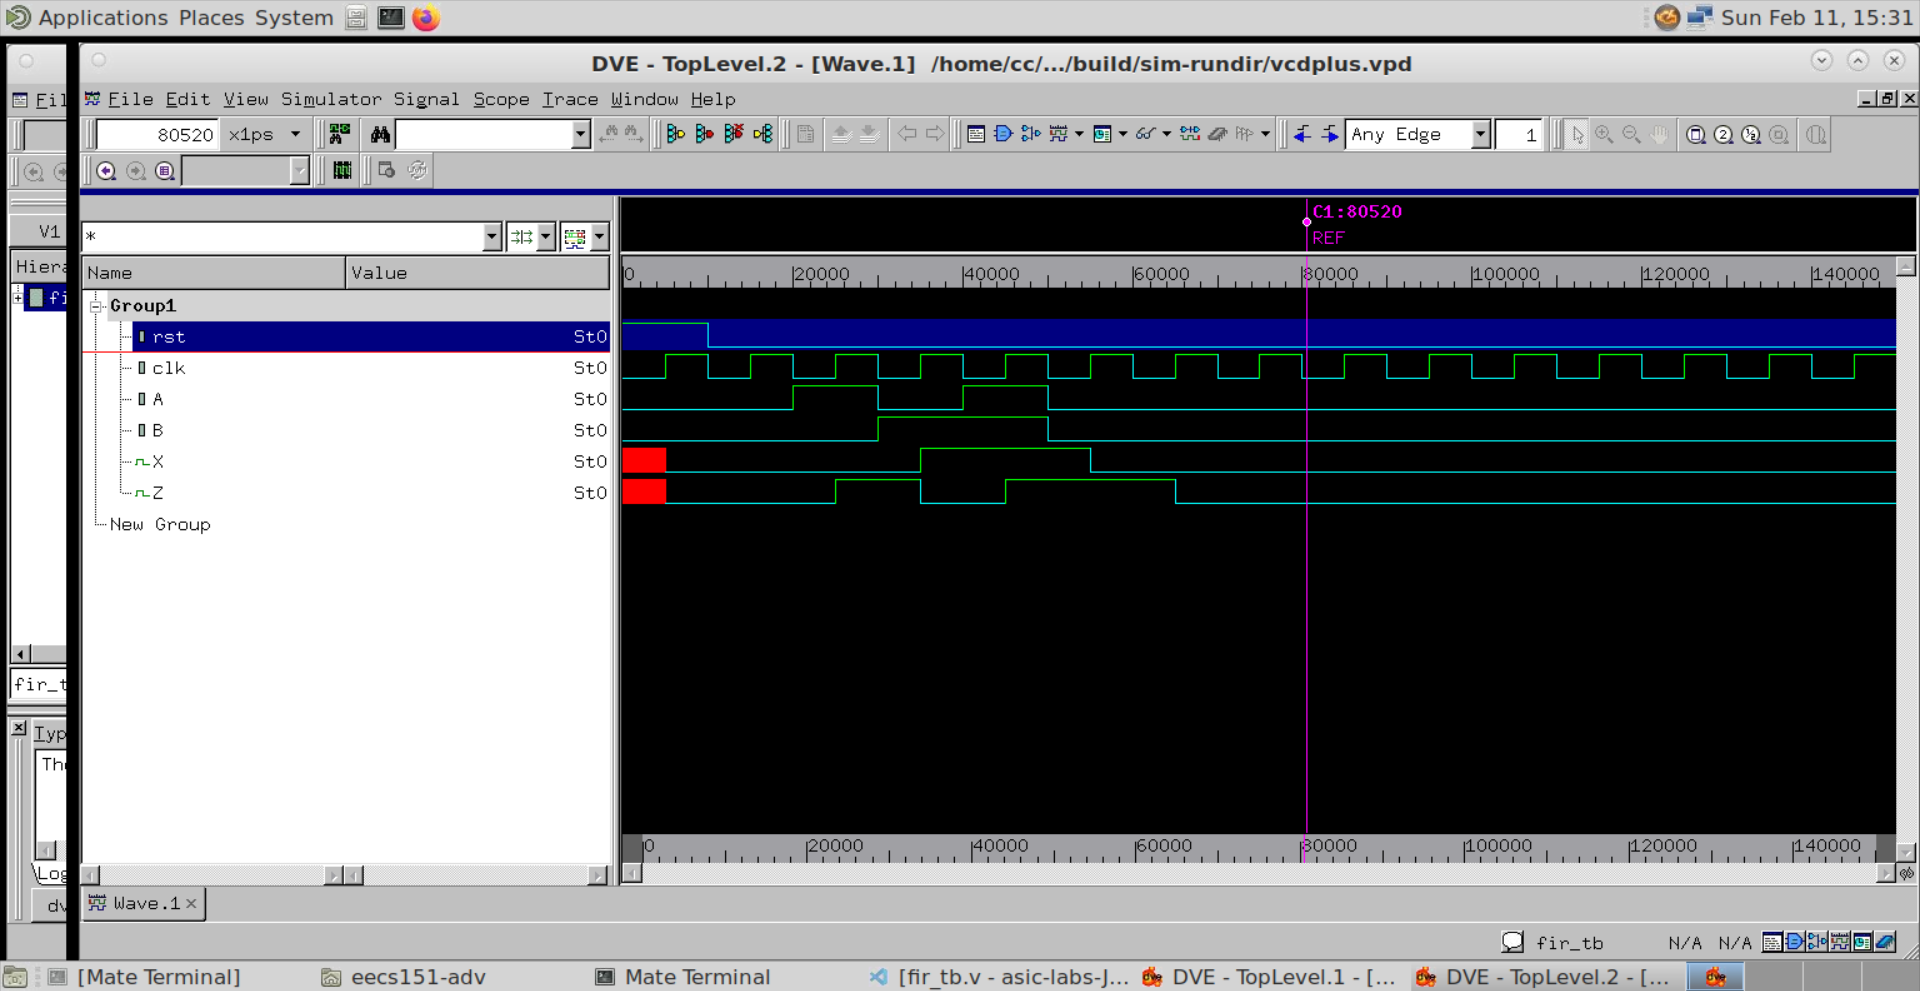 Applications Places System
Sun Feb 11, 15:31
DVE - TopLevel.2 - [Wave.1] /home/cc/.../build/sim-rundir/vcdplus.vpd
Fil
File Edit View Simulator Signal Scope Trace Window Help
80520 x1ps Any Edge 1
C1:80520
V1
*
REF
Hiera
Name Value
0 20000 40000 60000 80000 100000 120000 140000
fi
Group1
rst St0
clk St0
A St0
B St0
X St0
Z St0
New Group
fir_t
Typ
The
0 20000 40000 60000 80000 100000 120000 140000
Log
dv
Wave.1
fir_tb N/A N/A
[Mate Terminal] eecs151-adv Mate Terminal [fir_tb.v - asic-labs-J... DVE - TopLevel.1 - [... DVE - TopLevel.2 - [...